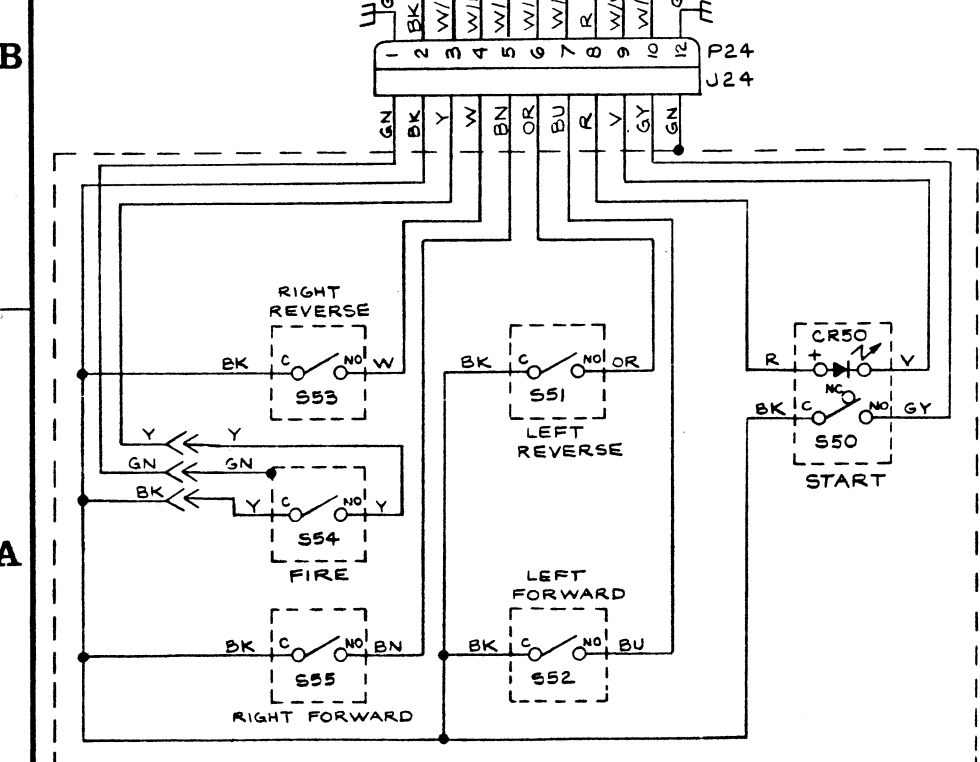 BK W/ W/ W/ W/ W/ R W/ W/
B
1 2 3 4 5 6 7 8 9 10 12 P24
J24
GN BK Y W BN OR BU R V GY GN
RIGHT
REVERSE
BK C NO W
S53
BK C NO OR
S51
LEFT
REVERSE
CR50
R + V
NC
BK C NO GY
S50
START
Y Y
GN GN
BK Y C NO Y
S54
FIRE
A
LEFT
FORWARD
BK C NO BN
S55
RIGHT FORWARD
BK C NO BU
S52